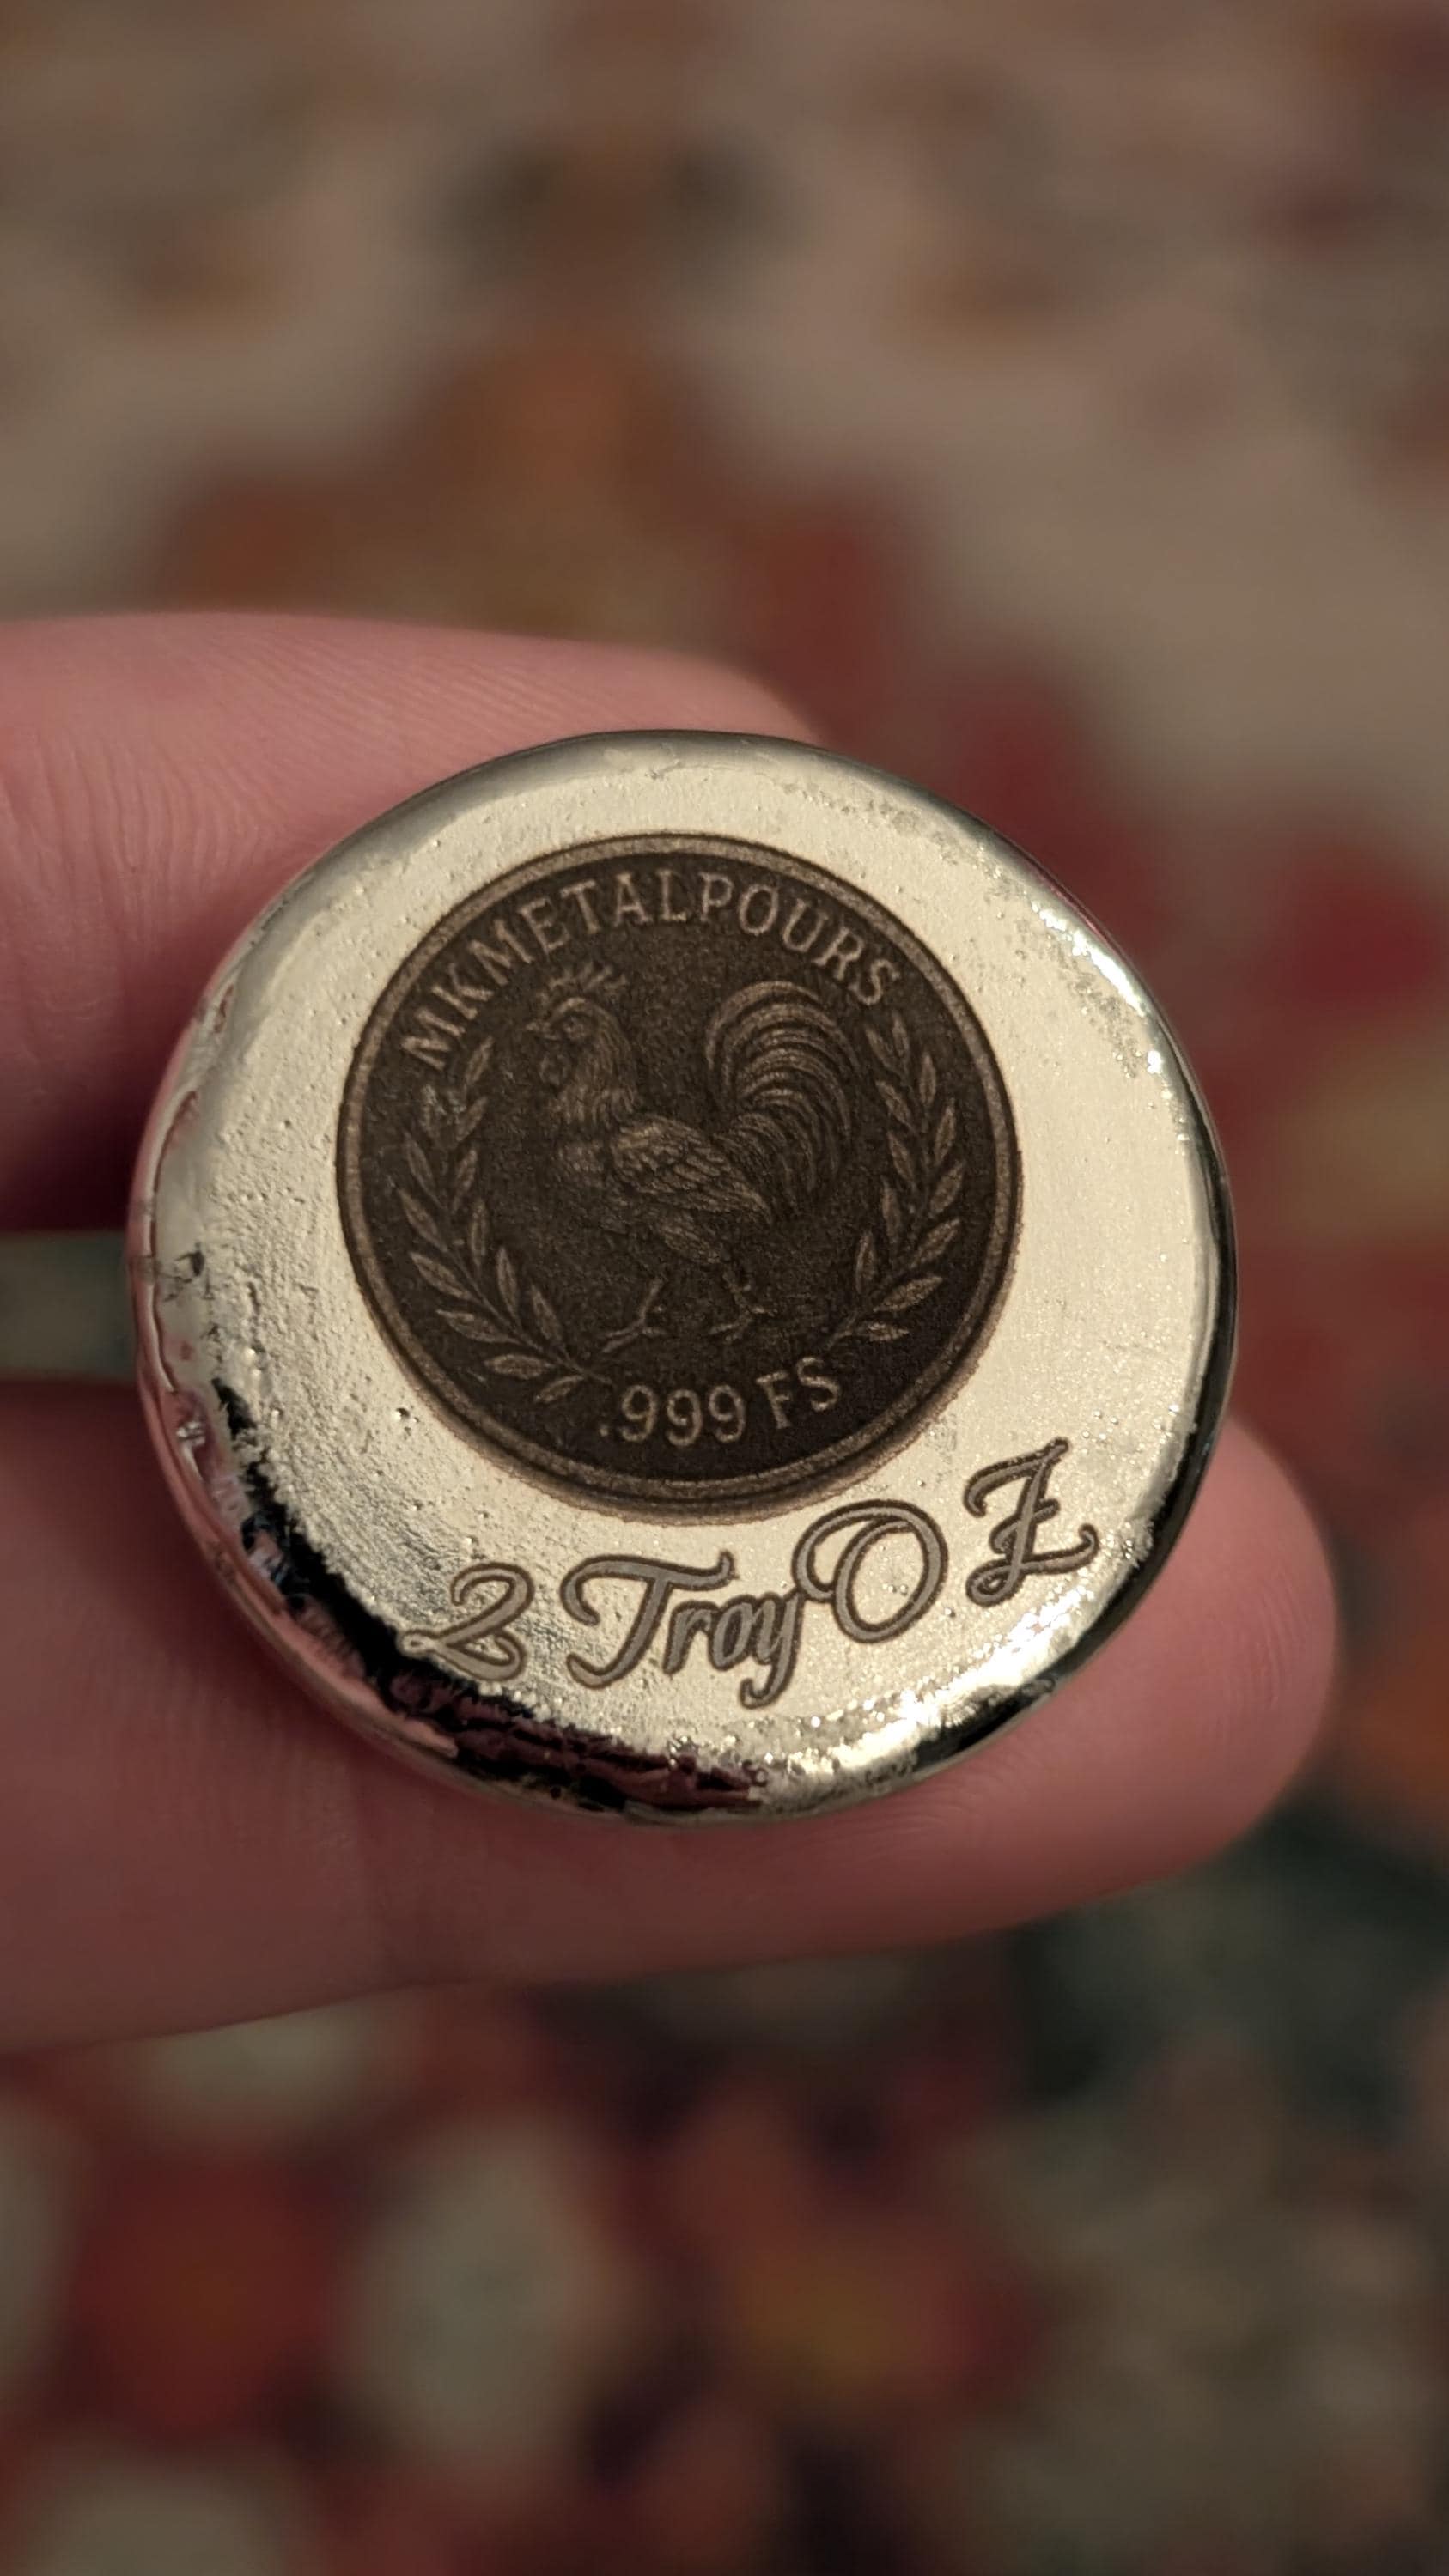 MKMETALPOURS
.999 FS
2 Troy OZ